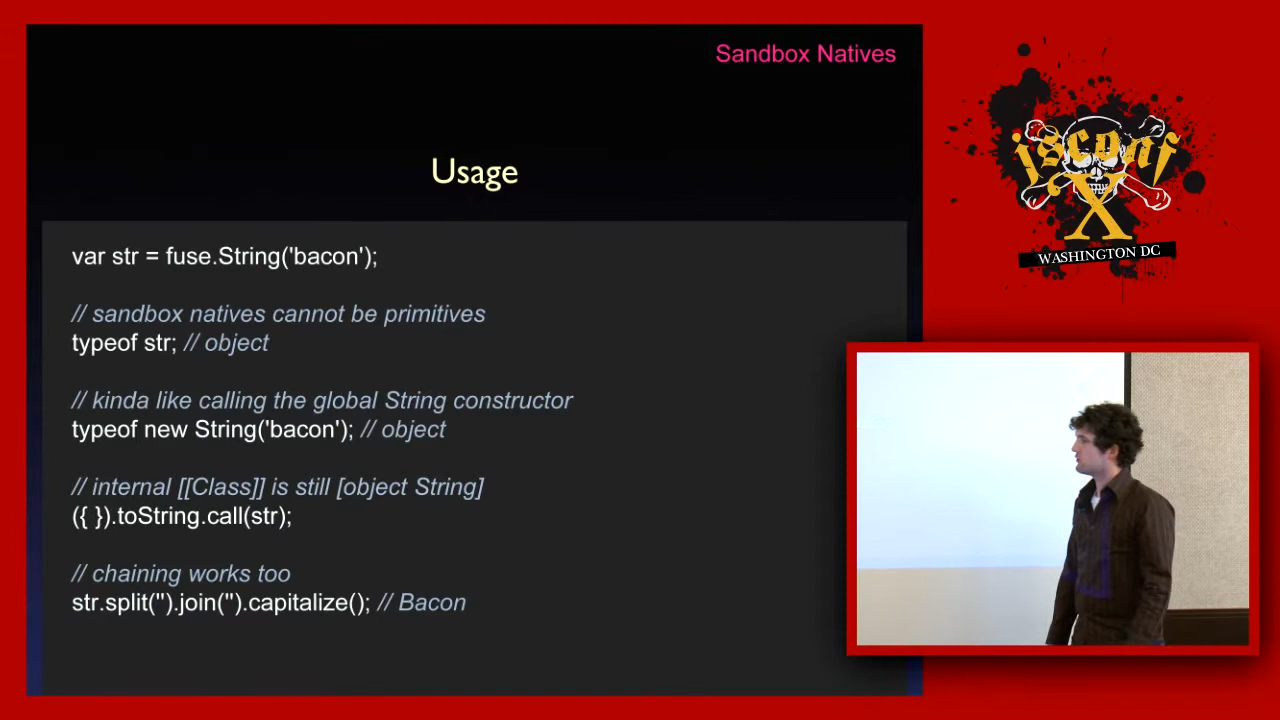 Sandbox Natives
Usage
var str = fuse.String('bacon');
// sandbox natives cannot be primitives
typeof str; // object
// kinda like calling the global String constructor
typeof new String('bacon'); // object
// internal [[Class]] is still [object String]
({ }).toString.call(str);
// chaining works too
str.split('').join('').capitalize(); // Bacon
jsconf
X
WASHINGTON DC